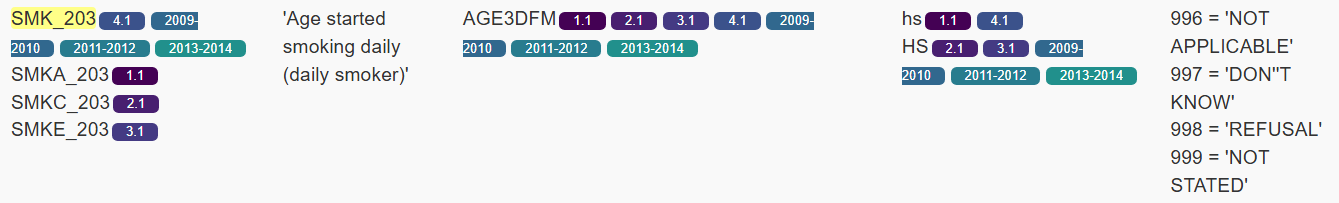 SMK_203 4.1 2009-
2010 2011-2012 2013-2014
SMKA_203 1.1
SMKC_203 2.1
SMKE_203 3.1
'Age started
smoking daily
(daily smoker)'
AGE3DFM 1.1 2.1 3.1 4.1 2009-
2010 2011-2012 2013-2014
hs 1.1 4.1
HS 2.1 3.1 2009-
2010 2011-2012 2013-2014
996 = 'NOT
APPLICABLE'
997 = 'DON''T
KNOW'
998 = 'REFUSAL'
999 = 'NOT
STATED'